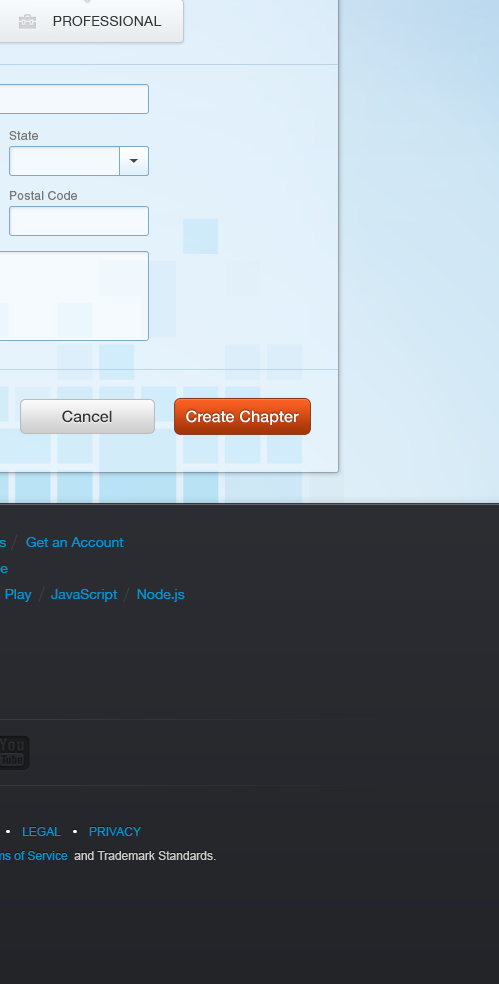 PROFESSIONAL
State
Postal Code
Cancel Create Chapter
s / Get an Account
e
Play / JavaScript / Node.js
You
Tube
• LEGAL • PRIVACY
ms of Service and Trademark Standards.